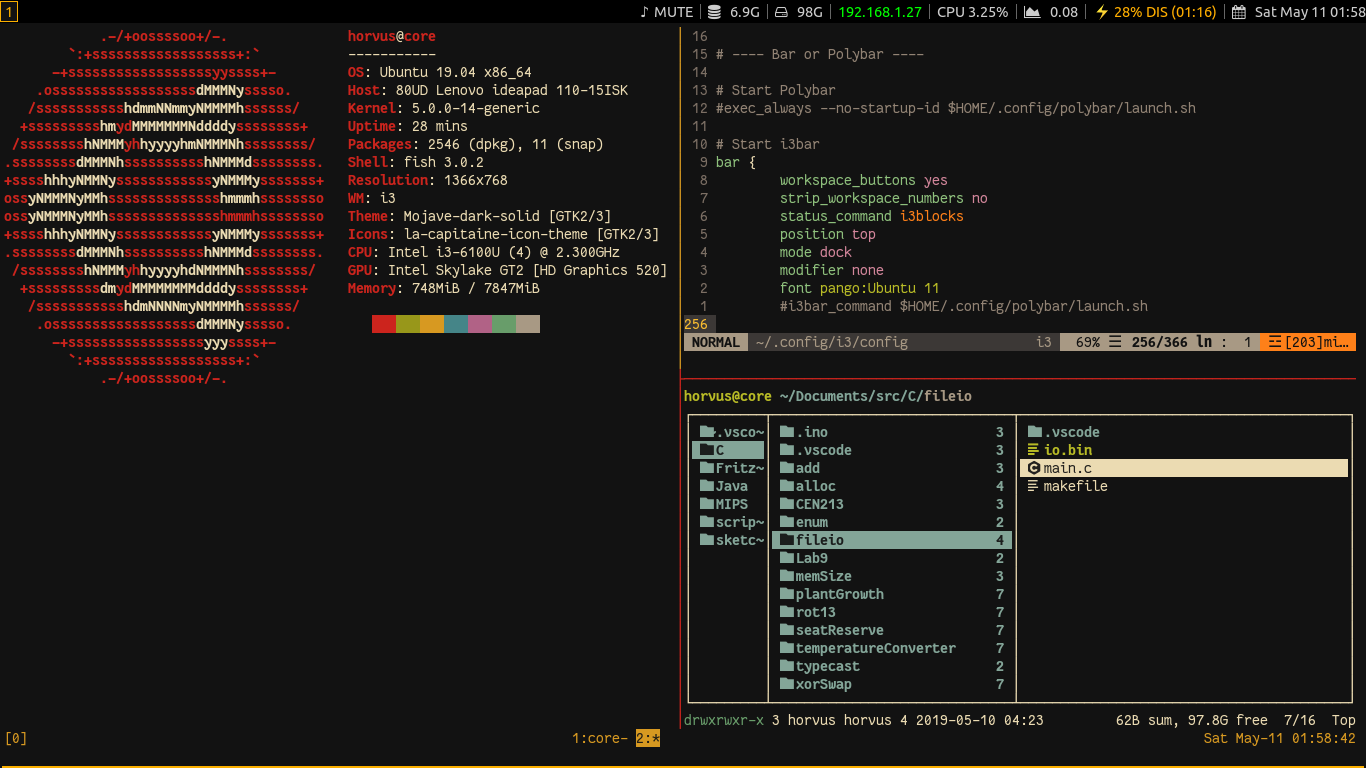 1 ♪ MUTE 6.9G 98G 192.168.1.27 CPU 3.25% 0.08 ⚡ 28% DIS (01:16) Sat May 11 01:58
.-/+oossssoo+/-.
`:+ssssssssssssssssss+:`
-+ssssssssssssssssssyyssss+-
.ossssssssssssssssssdMMMNysssso.
/ssssssssssshdmmNNmmyNMMMMhssssss/
+ssssssssshmydMMMMMMMNddddyssssssss+
/sssssssshNMMMyhhyyyyhmNMMMNhssssssss/
.ssssssssdMMMNhsssssssssshNMMMdssssssss.
+sssshhhyNMMNyssssssssssssyNMMMysssssss+
ossyNMMMNyMMhsssssssssssssshmmmhssssssso
ossyNMMMNyMMhsssssssssssssshmmmhssssssso
+sssshhhyNMMNyssssssssssssyNMMMysssssss+
.ssssssssdMMMNhsssssssssshNMMMdssssssss.
/sssssssshNMMMyhhyyyyhdNMMMNhssssssss/
+sssssssssdmydMMMMMMMMddddyssssssss+
/ssssssssssshdmNNNNmyNMMMMhssssss/
.ossssssssssssssssssdMMMNysssso.
-+sssssssssssssssssyyyssss+-
`:+ssssssssssssssssss+:`
.-/+oossssoo+/-.
horvus@core
-----------
OS: Ubuntu 19.04 x86_64
Host: 80UD Lenovo ideapad 110-15ISK
Kernel: 5.0.0-14-generic
Uptime: 28 mins
Packages: 2546 (dpkg), 11 (snap)
Shell: fish 3.0.2
Resolution: 1366x768
WM: i3
Theme: Mojave-dark-solid [GTK2/3]
Icons: la-capitaine-icon-theme [GTK2/3]
CPU: Intel i3-6100U (4) @ 2.300GHz
GPU: Intel Skylake GT2 [HD Graphics 520]
Memory: 748MiB / 7847MiB
16
15 # ---- Bar or Polybar ----
14
13 # Start Polybar
12 #exec_always --no-startup-id $HOME/.config/polybar/launch.sh
11
10 # Start i3bar
9 bar {
8 workspace_buttons yes
7 strip_workspace_numbers no
6 status_command i3blocks
5 position top
4 mode dock
3 modifier none
2 font pango:Ubuntu 11
1 #i3bar_command $HOME/.config/polybar/launch.sh
256
NORMAL ~/.config/i3/config i3 69% ☰ 256/366 ln : 1 ☲[203]mi…
horvus@core ~/Documents/src/C/fileio
.vsco~ .ino 3 .vscode
C .vscode 3 io.bin
Fritz~ add 3 main.c
Java alloc 4 makefile
MIPS CEN213 3
scrip~ enum 2
sketc~ fileio 4
Lab9 2
memSize 3
plantGrowth 7
rot13 7
seatReserve 7
temperatureConverter 7
typecast 2
xorSwap 7
drwxrwxr-x 3 horvus horvus 4 2019-05-10 04:23 62B sum, 97.8G free 7/16 Top
[0] 1:core- 2:* Sat May-11 01:58:42